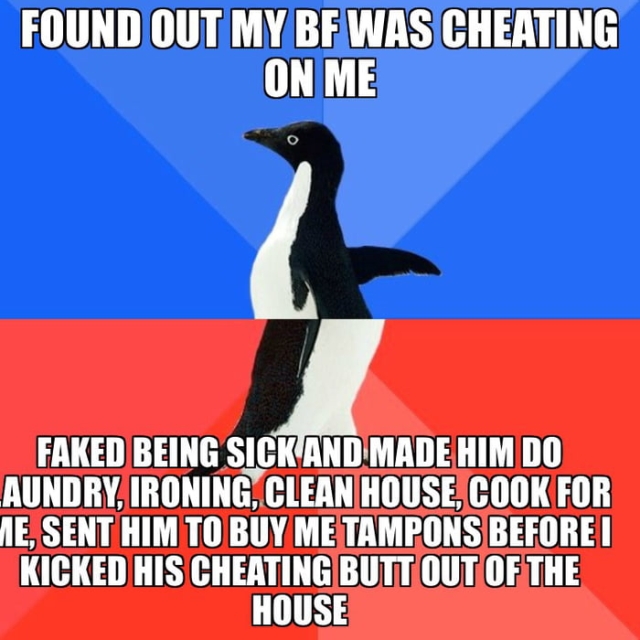 FOUND OUT MY BF WAS CHEATING
ON ME
FAKED BEING SICK AND MADE HIM DO
LAUNDRY, IRONING, CLEAN HOUSE, COOK FOR
ME, SENT HIM TO BUY ME TAMPONS BEFORE I
KICKED HIS CHEATING BUTT OUT OF THE
HOUSE